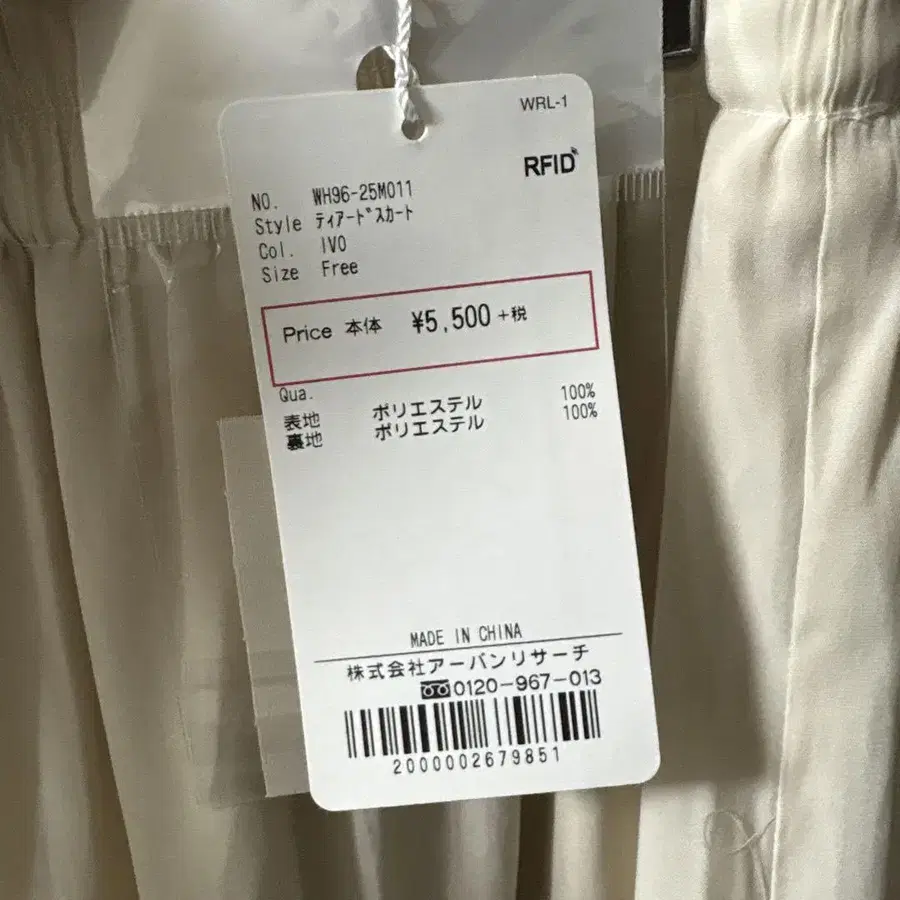 WRL-1
RFID
NO. WH96-25M011
Style ﾃｨｱｰﾄﾞｽｶｰﾄ
Col. IVO
Size Free
Price 本体 ¥5,500 +税
Qua.
表地 ポリエステル 100%
裏地 ポリエステル 100%
MADE IN CHINA
株式会社アーバンリサーチ
0120-967-013
2000002679851